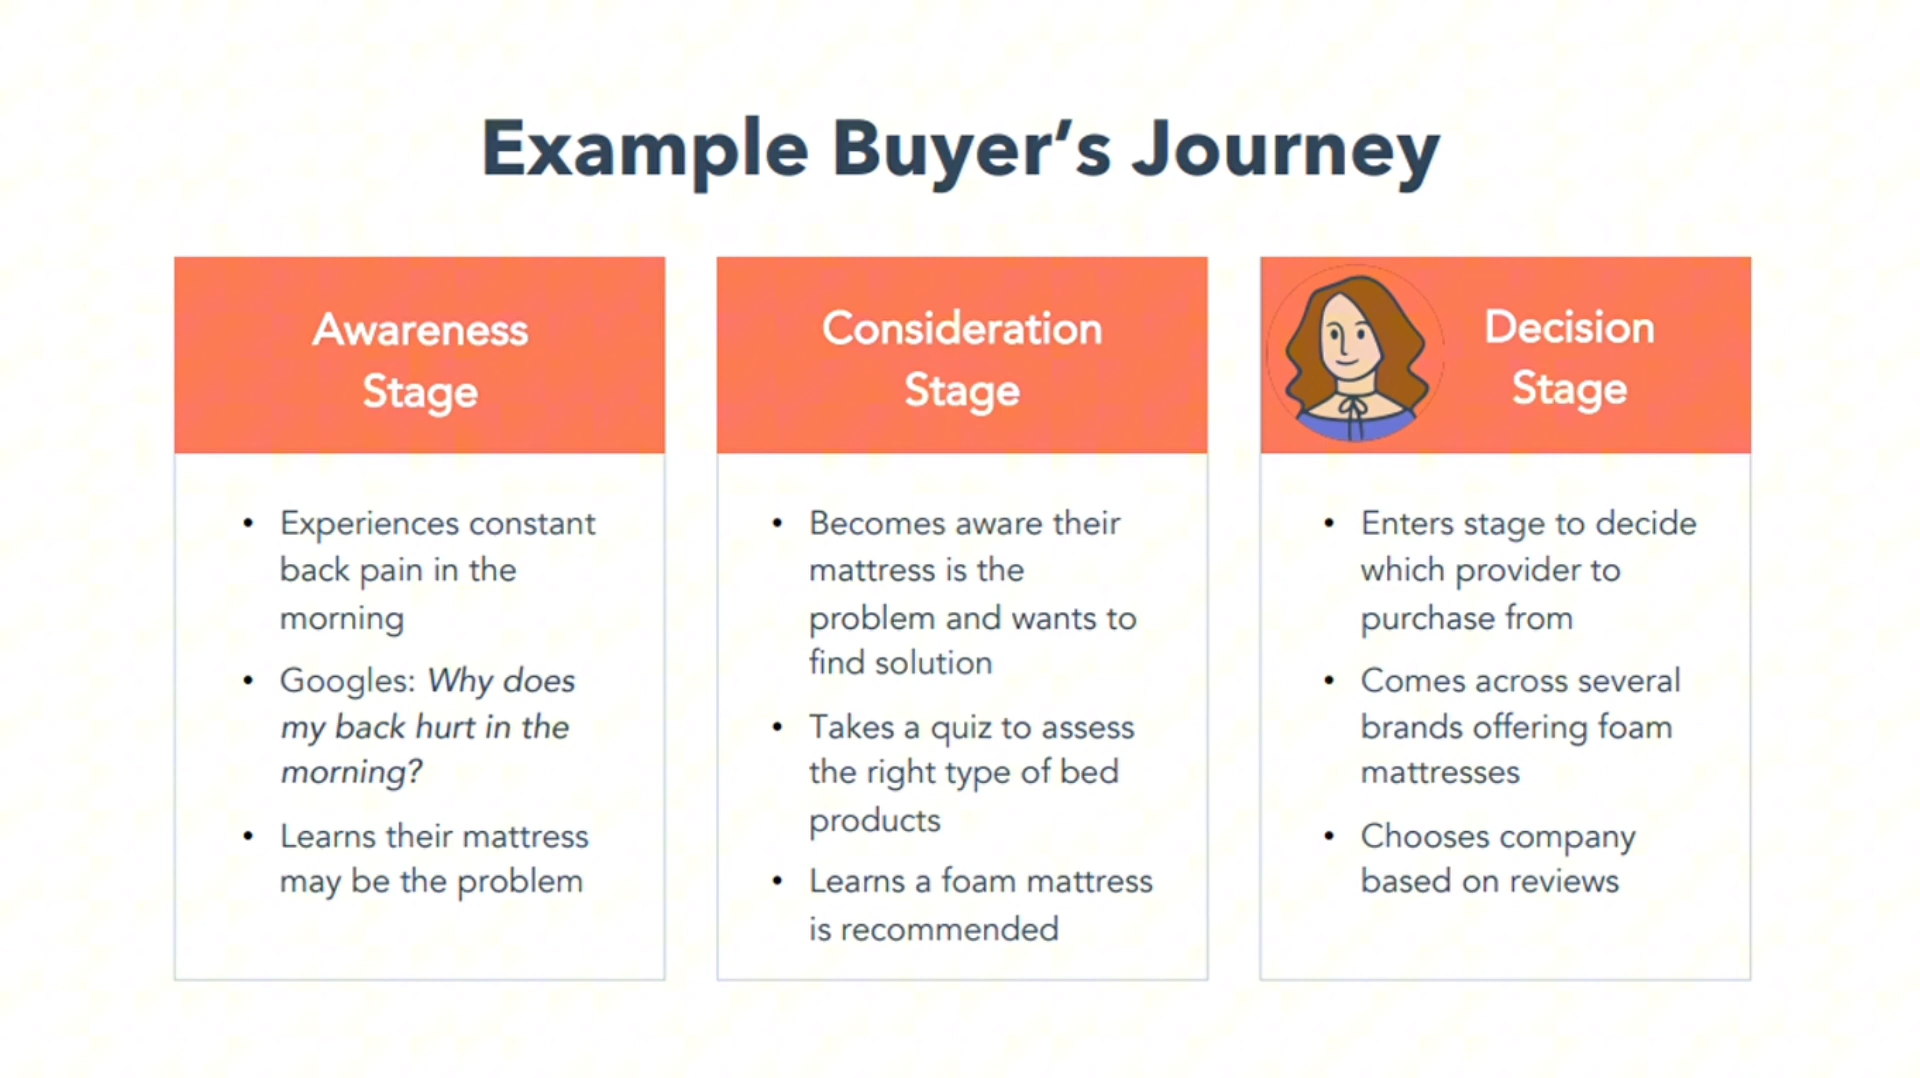 Example Buyer’s Journey
Awareness
Stage
• Experiences constant
back pain in the
morning
• Googles: Why does
my back hurt in the
morning?
• Learns their mattress
may be the problem
Consideration
Stage
• Becomes aware their
mattress is the
problem and wants to
find solution
• Takes a quiz to assess
the right type of bed
products
• Learns a foam mattress
is recommended
Decision
Stage
• Enters stage to decide
which provider to
purchase from
• Comes across several
brands offering foam
mattresses
• Chooses company
based on reviews